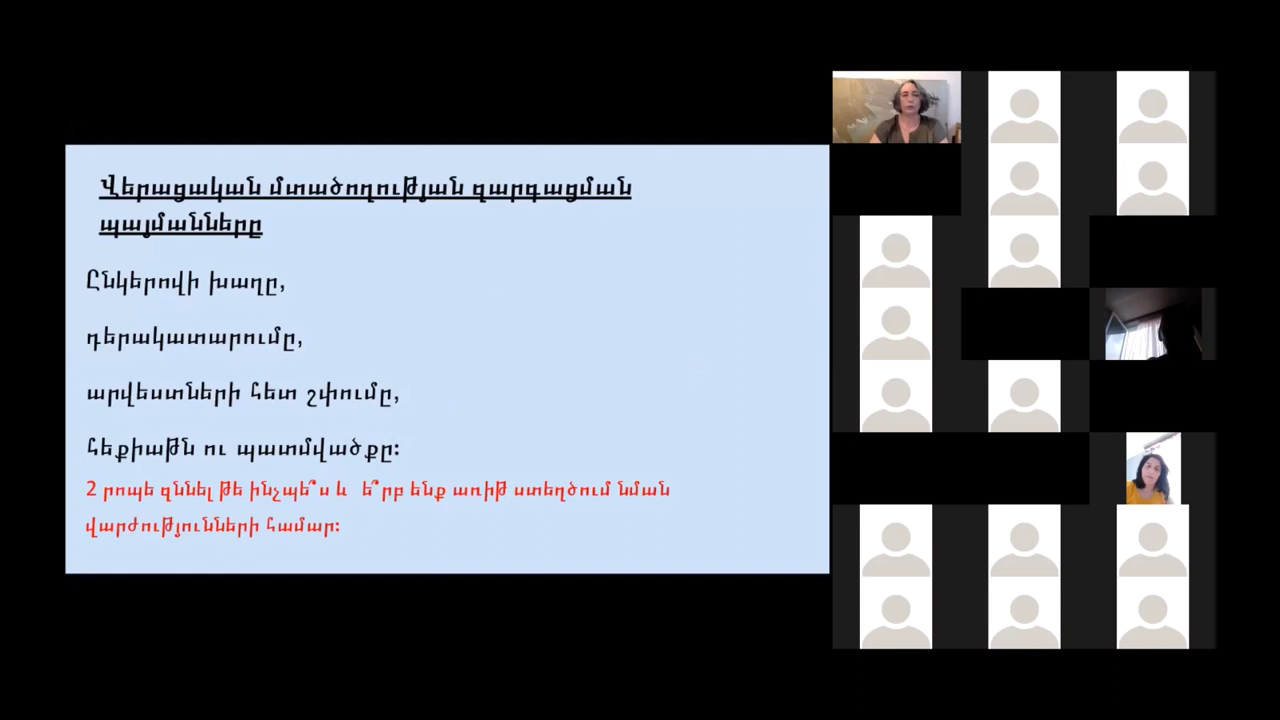 Վերացական մտածողության զարգացման
պայմանները
Ընկերովի խաղը,
դերակատարումը,
արվեստների հետ շփումը,
հեքիաթն ու պատմվածքը:
2 րոպե զննել թե ինչպե՞ս և ե՞րբ ենք առիթ ստեղծում նման
վարժությունների համար: